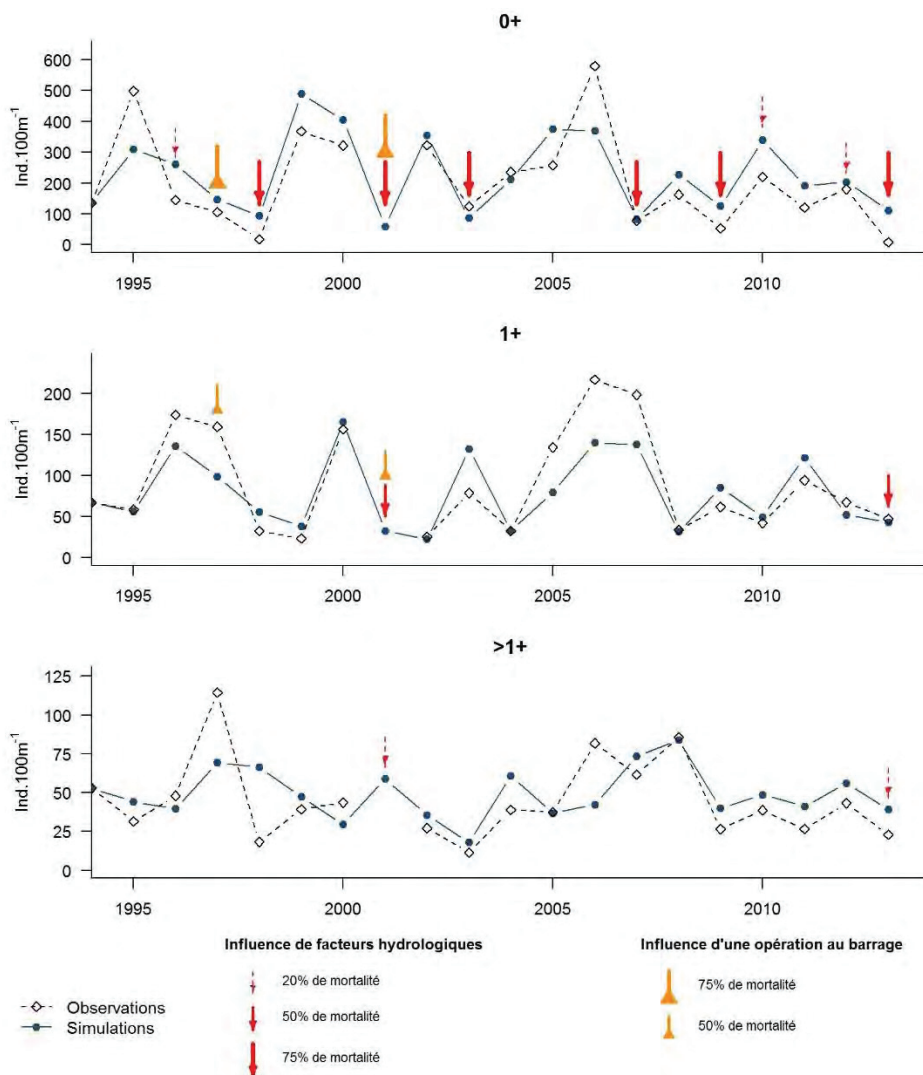 0+
Ind.100m-1
600
500
400
300
200
100
0
1995 2000 2005 2010
1+
Ind.100m-1
200
150
100
50
0
1995 2000 2005 2010
>1+
Ind.100m-1
125
100
75
50
25
0
1995 2000 2005 2010
Influence de facteurs hydrologiques
20% de mortalité
50% de mortalité
75% de mortalité
Influence d'une opération au barrage
75% de mortalité
50% de mortalité
Observations
Simulations